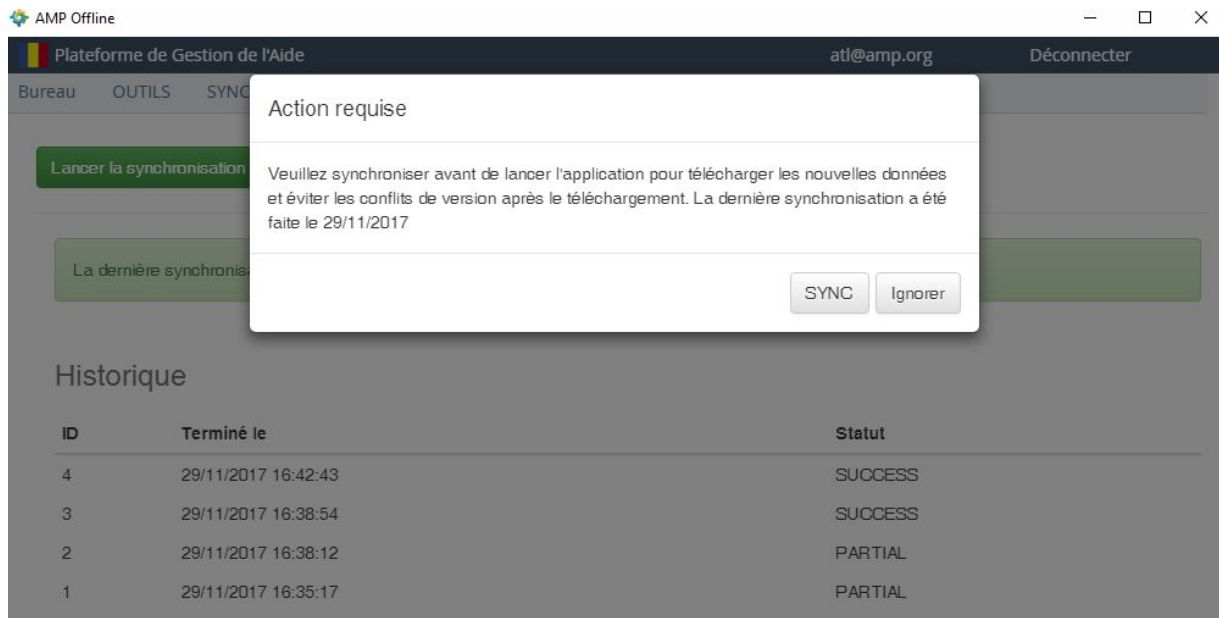 AMP Offline
Plateforme de Gestion de l'Aide atl@amp.org Déconnecter
Bureau OUTILS SYNC
Action requise
Lancer la synchronisation
Veuillez synchroniser avant de lancer l'application pour télécharger les nouvelles données
et éviter les conflits de version après le téléchargement. La dernière synchronisation a été
faite le 29/11/2017
La dernière
SYNC Ignorer
Historique
ID Terminé le Statut
4 29/11/2017 16:42:43 SUCCESS
3 29/11/2017 16:38:54 SUCCESS
2 29/11/2017 16:38:12 PARTIAL
1 29/11/2017 16:35:17 PARTIAL